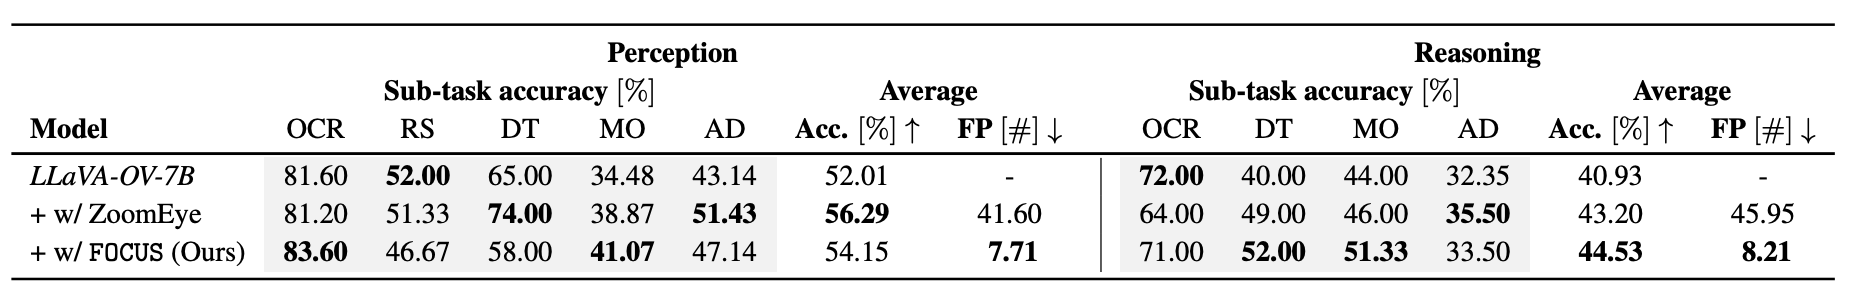 Perception Reasoning
Sub-task accuracy [%] Average Sub-task accuracy [%] Average
Model OCR RS DT MO AD Acc. [%] ↑ FP [#] ↓ OCR DT MO AD Acc. [%] ↑ FP [#] ↓
LLaVA-OV-7B 81.60 52.00 65.00 34.48 43.14 52.01 - 72.00 40.00 44.00 32.35 40.93 -
+ w/ ZoomEye 81.20 51.33 74.00 38.87 51.43 56.29 41.60 64.00 49.00 46.00 35.50 43.20 45.95
+ w/ FOCUS (Ours) 83.60 46.67 58.00 41.07 47.14 54.15 7.71 71.00 52.00 51.33 33.50 44.53 8.21